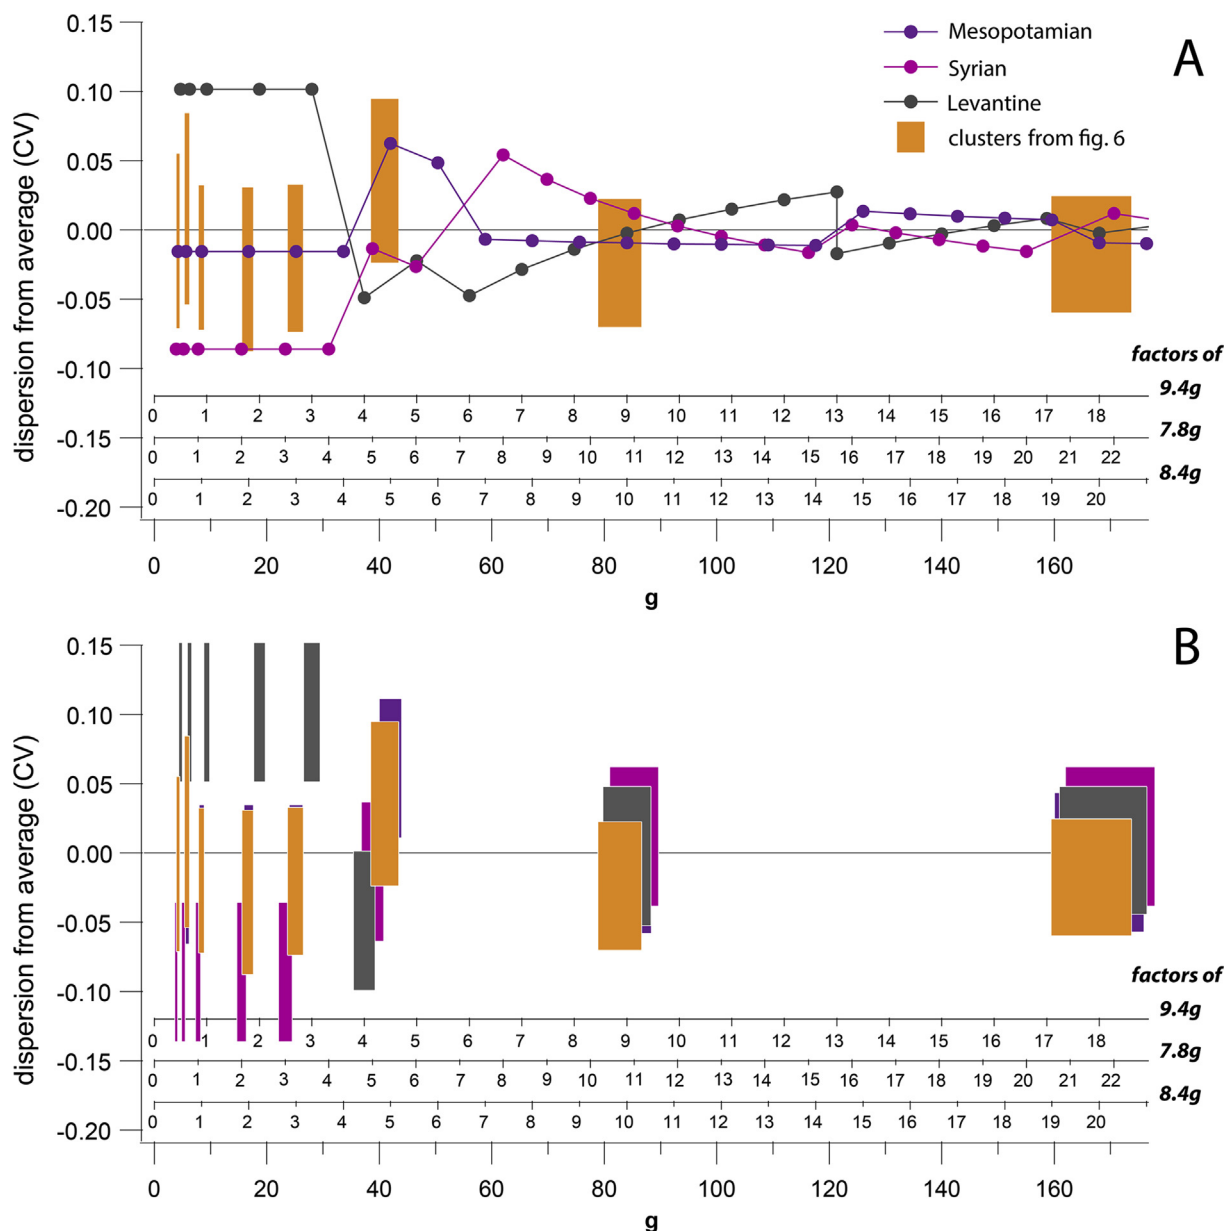 A
Mesopotamian
Syrian
Levantine
clusters from fig. 6
dispersion from average (CV)
0.15
0.10
0.05
0.00
-0.05
-0.10
-0.15
-0.20
factors of
9.4g
0 1 2 3 4 5 6 7 8 9 10 11 12 13 14 15 16 17 18
7.8g
0 1 2 3 4 5 6 7 8 9 10 11 12 13 14 15 16 17 18 19 20 21 22
8.4g
0 1 2 3 4 5 6 7 8 9 10 11 12 13 14 15 16 17 18 19 20
0 20 40 60 80 100 120 140 160
g
B
dispersion from average (CV)
0.15
0.10
0.05
0.00
-0.05
-0.10
-0.15
-0.20
factors of
9.4g
0 1 2 3 4 5 6 7 8 9 10 11 12 13 14 15 16 17 18
7.8g
0 1 2 3 4 5 6 7 8 9 10 11 12 13 14 15 16 17 18 19 20 21 22
8.4g
0 1 2 3 4 5 6 7 8 9 10 11 12 13 14 15 16 17 18 19 20
0 20 40 60 80 100 120 140 160
g